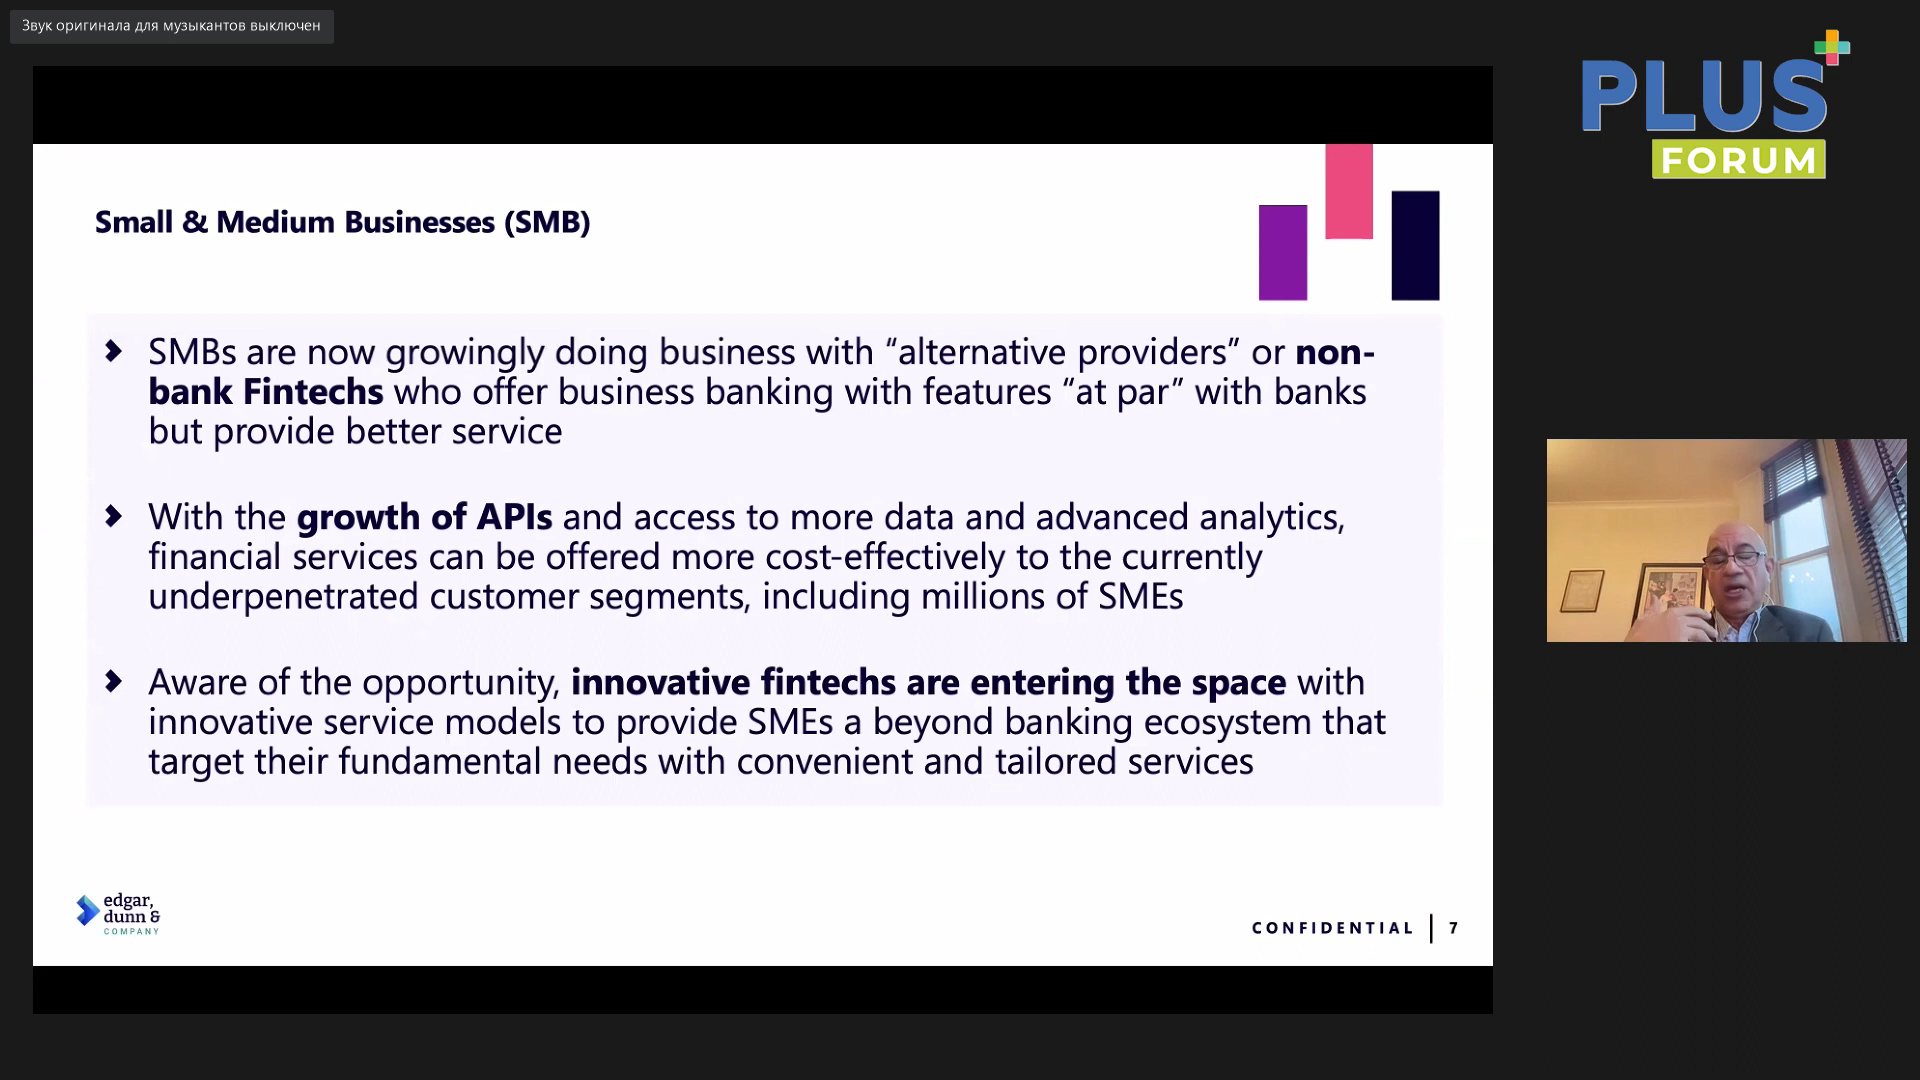 Звук оригинала для музыкантов выключен
PLUS
FORUM
Small & Medium Businesses (SMB)
SMBs are now growingly doing business with “alternative providers” or non-
bank Fintechs who offer business banking with features “at par” with banks
but provide better service
With the growth of APIs and access to more data and advanced analytics,
financial services can be offered more cost-effectively to the currently
underpenetrated customer segments, including millions of SMEs
Aware of the opportunity, innovative fintechs are entering the space with
innovative service models to provide SMEs a beyond banking ecosystem that
target their fundamental needs with convenient and tailored services
edgar,
dunn &
COMPANY
CONFIDENTIAL | 7